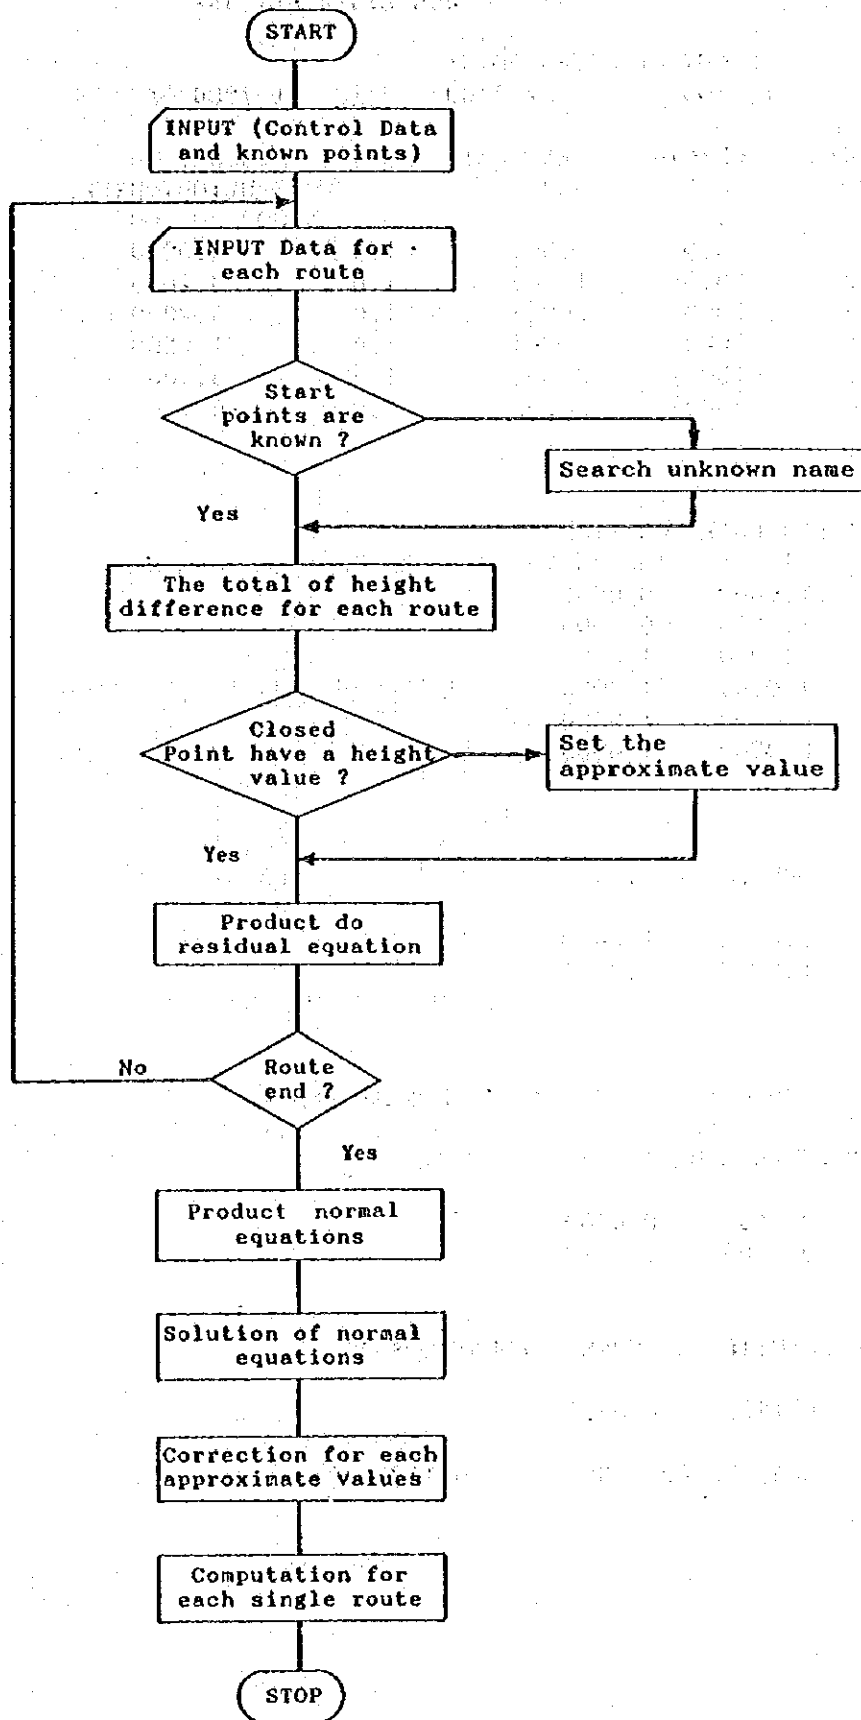 START
INPUT (Control Data
and known points)
INPUT Data for
each route
Start
points are
known ?
Search unknown name
Yes
The total of height
difference for each route
Closed
Point have a height
value ?
Set the
approximate value
Yes
Product do
residual equation
No
Route
end ?
Yes
Product normal
equations
Solution of normal
equations
Correction for each
approximate Values
Computation for
each single route
STOP